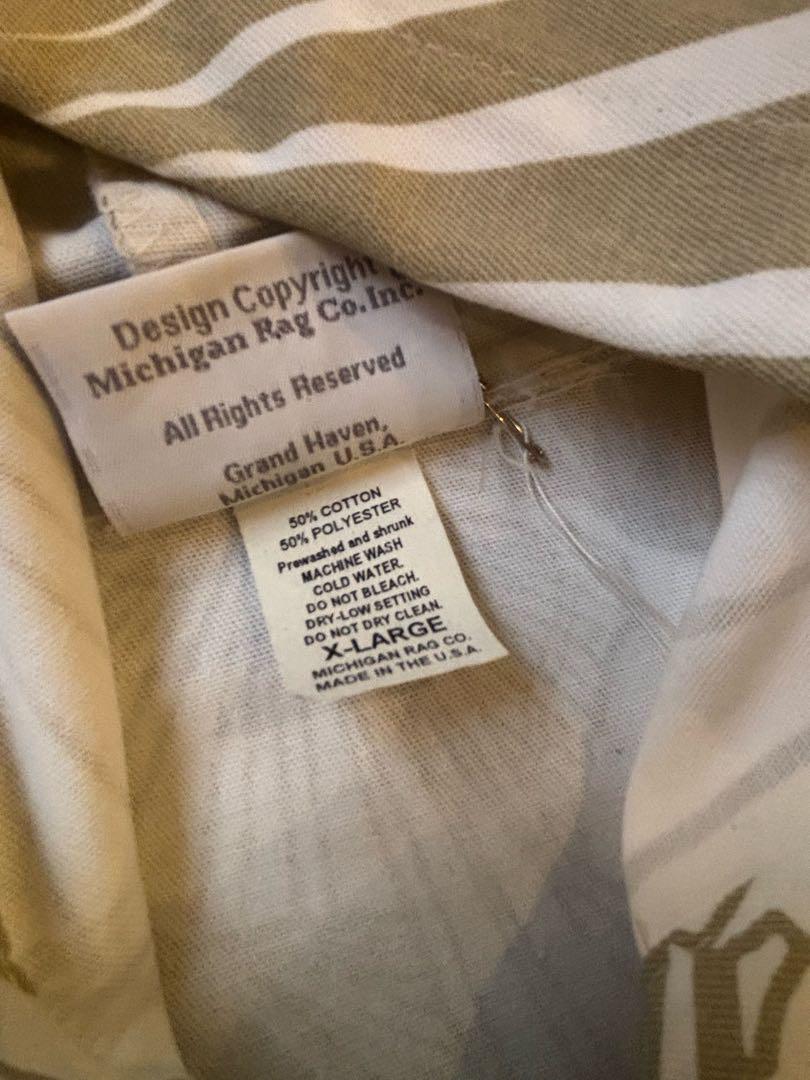 Design Copyright
Michigan Rag Co. Inc.
All Rights Reserved
Grand Haven,
Michigan U.S.A.
50% COTTON
50% POLYESTER
Prewashed and shrunk
MACHINE WASH
COLD WATER.
DO NOT BLEACH.
DRY-LOW SETTING
DO NOT DRY CLEAN.
X-LARGE
MICHIGAN RAG CO.
MADE IN THE U.S.A.